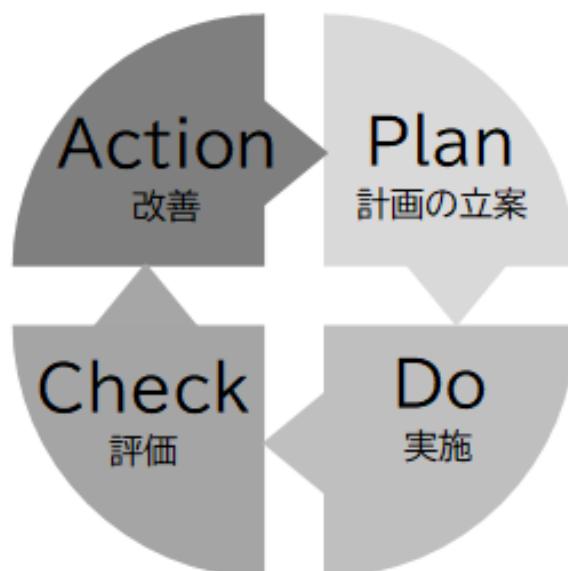 Action
改善
Plan
計画の立案
Check
評価
Do
実施